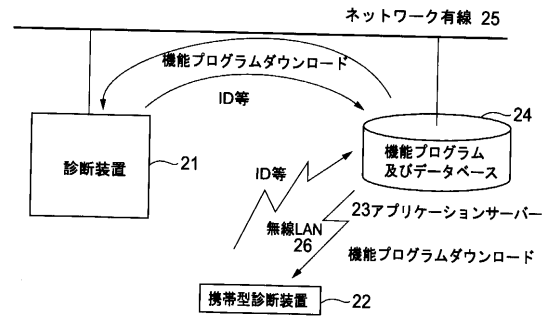 ネットワーク有線 25
機能プログラムダウンロード
ID等
24
診断装置
21
機能プログラム
及びデータベース
ID等
23アプリケーションサーバー
無線LAN
26
機能プログラムダウンロード
携帯型診断装置
22